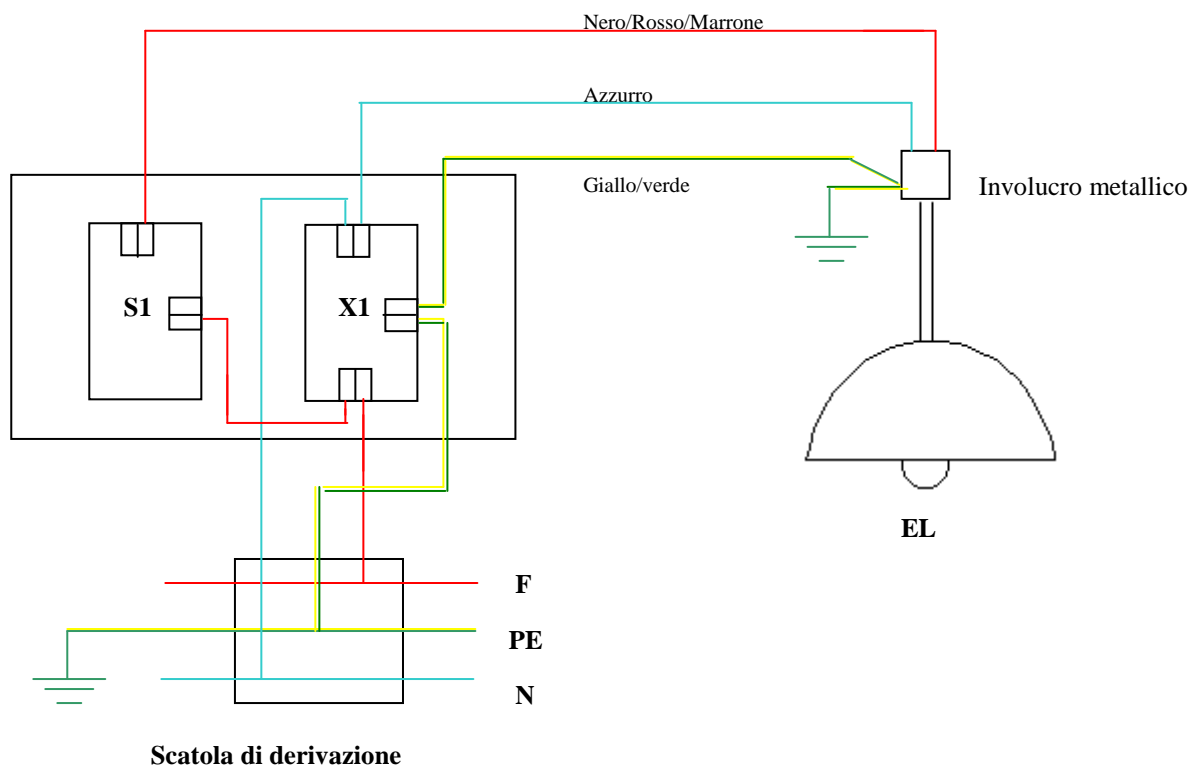 Nero/Rosso/Marrone
Azzurro
Giallo/verde
Involucro metallico
S1
X1
EL
F
PE
N
Scatola di derivazione